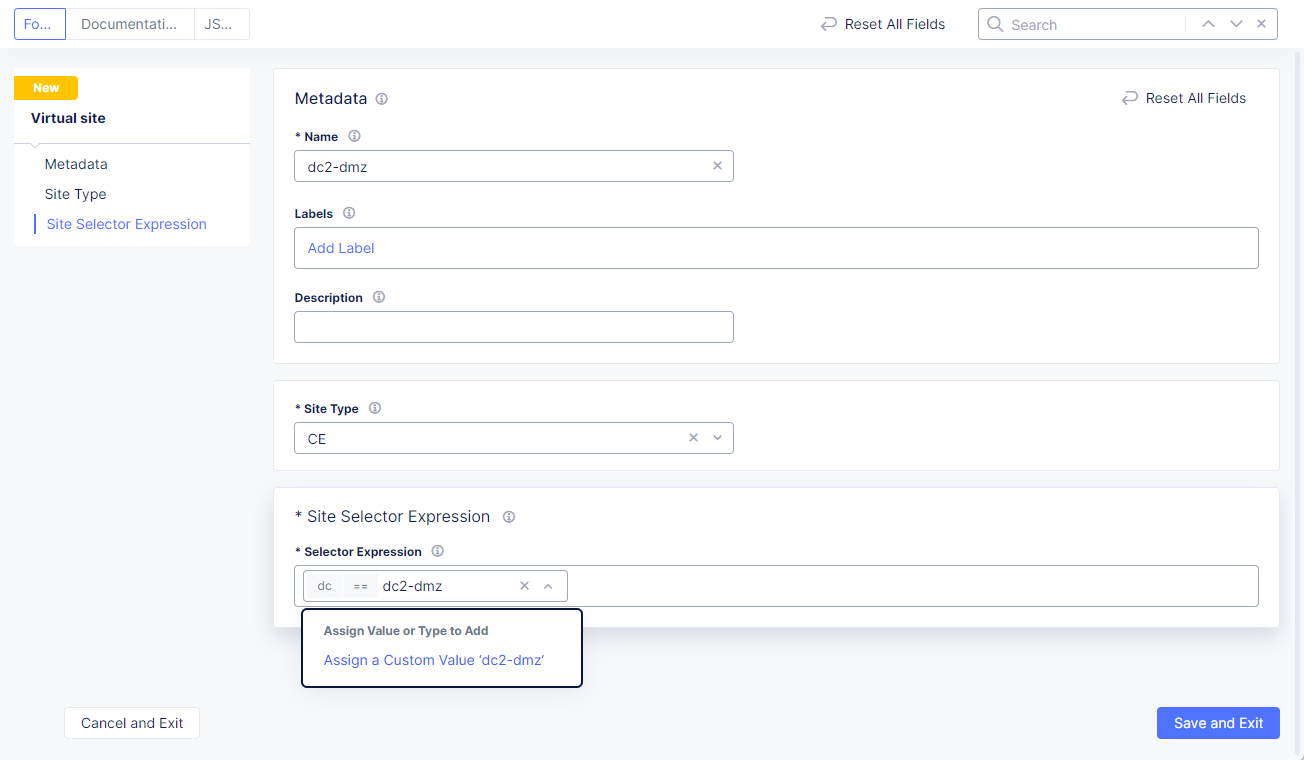 Fo...
Documentati...
JS...
Reset All Fields
Search
New
Virtual site
Metadata
Site Type
Site Selector Expression
Metadata
Reset All Fields
* Name
dc2-dmz
Labels
Add Label
Description
* Site Type
CE
* Site Selector Expression
* Selector Expression
dc == dc2-dmz
Assign Value or Type to Add
Assign a Custom Value ‘dc2-dmz’
Cancel and Exit
Save and Exit